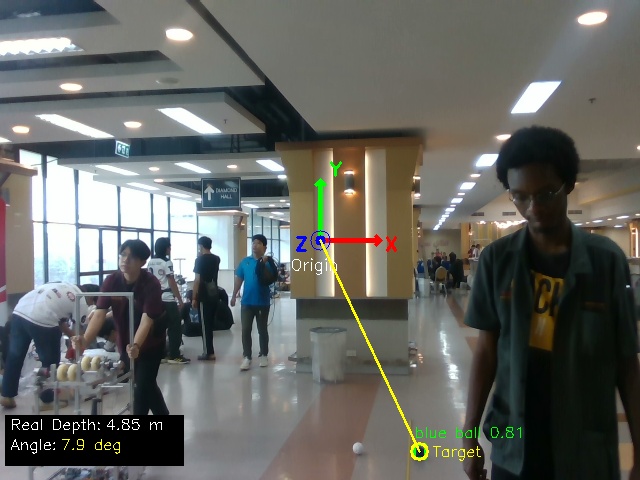 DIAMOND
HALL
Y
Z
X
Origin
blue ball 0.81
Target
Real Depth: 4.85 m
Angle: 7.9 deg